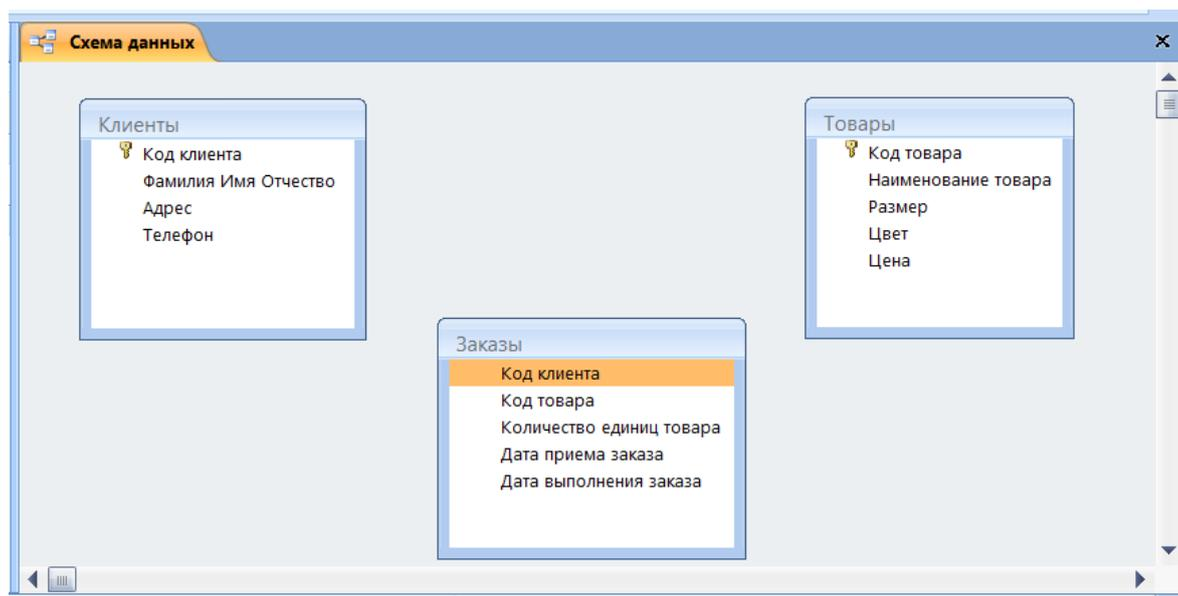 Схема данных
Клиенты
Код клиента
Фамилия Имя Отчество
Адрес
Телефон
Товары
Код товара
Наименование товара
Размер
Цвет
Цена
Заказы
Код клиента
Код товара
Количество единиц товара
Дата приема заказа
Дата выполнения заказа